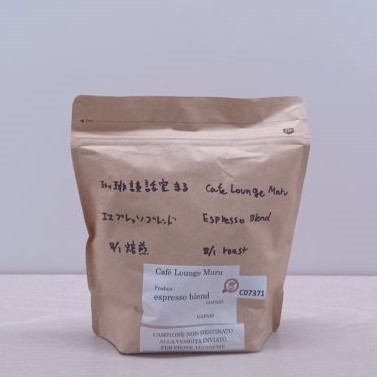 珈琲談話室まる Cafe Lounge Maru
エスプレッソブレンド Espresso Blend
8/1 焙煎 8/1 roast
Café Lounge Maru
Product:
espresso blend
GIAPAN
C07371
CAMPIONE NON DESTINATO
ALLA VENDITA INVIATO
PER PROVE TECNICHE